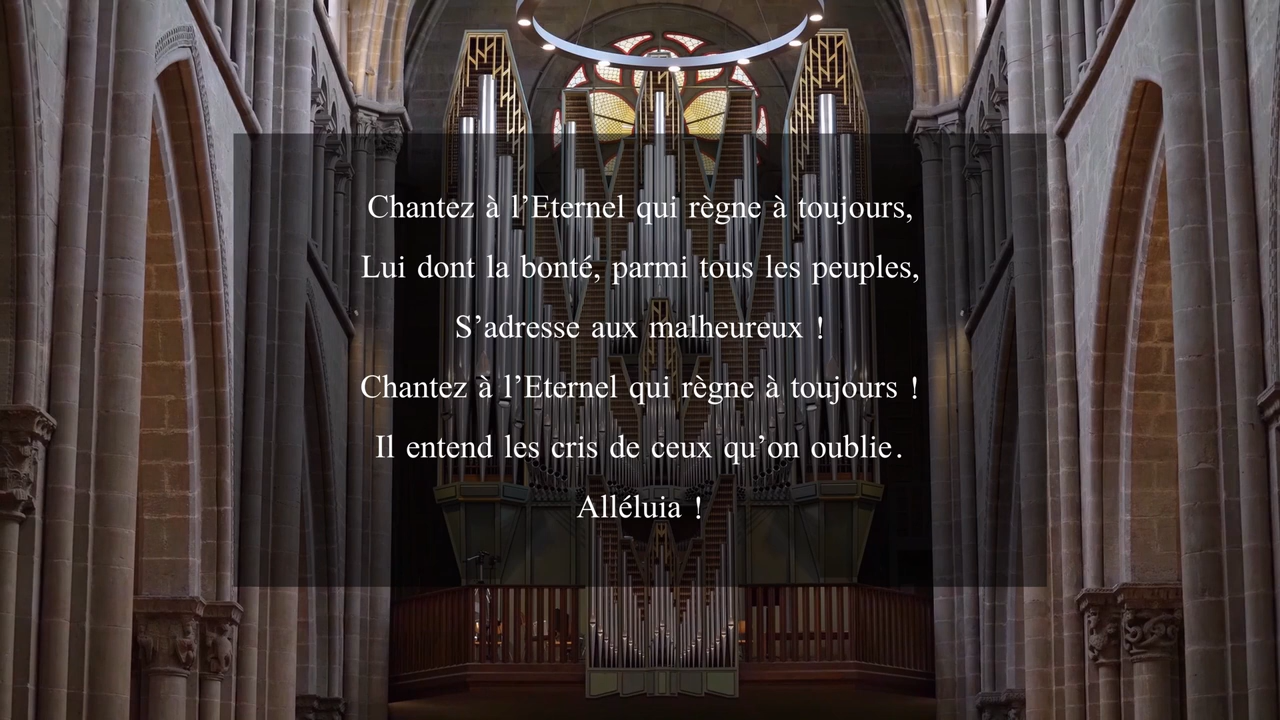 Chantez à l’Eternel qui règne à toujours,
Lui dont la bonté, parmi tous les peuples,
S’adresse aux malheureux !
Chantez à l’Eternel qui règne à toujours !
Il entend les cris de ceux qu’on oublie.
Alléluia !